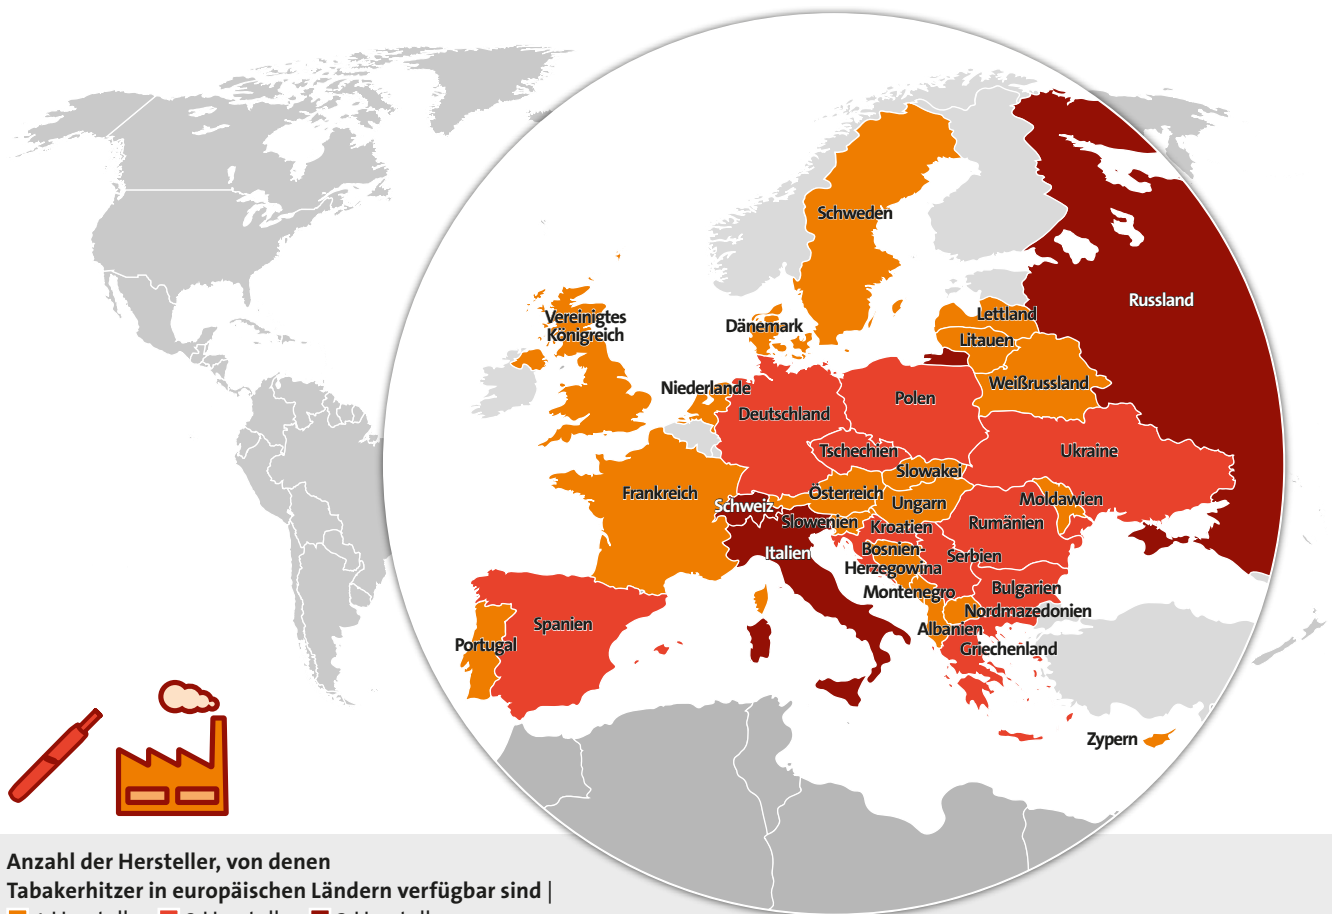 Schweden
Russland
Vereinigtes
Königreich
Dänemark
Lettland
Litauen
Weißrussland
Niederlande
Deutschland
Polen
Tschechien
Ukraine
Slowakei
Frankreich
Österreich
Schweiz
Ungarn
Moldawien
Slowenien
Kroatien
Rumänien
Italien
Bosnien-
Herzegowina
Serbien
Montenegro
Bulgarien
Nordmazedonien
Spanien
Albanien
Portugal
Griechenland
Zypern
Anzahl der Hersteller, von denen
Tabakerhitzer in europäischen Ländern verfügbar sind |